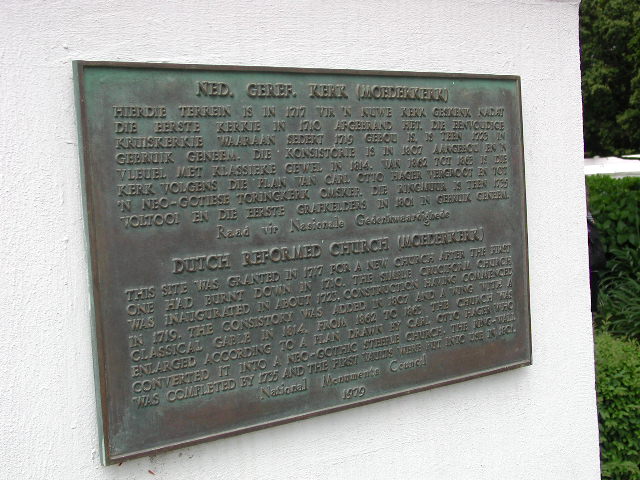 NED. GEREF. KERK (MOEDERKERK)
HIERDIE TERREIN IS IN 1717 VIR 'N NUWE KERK GESKENK NADAT
DIE EERSTE KERKIE IN 1710 AFGEBRAND HET. DIE EENVOUDIGE
KRUISKERKIE WAARAAN SEDERT 1719 GEBOU IS, IS TEEN 1723 IN
GEBRUIK GENEEM. DIE KONSISTORIE IS IN 1807 AANGEBOU EN 'N
VLEUEL MET KLASSIEKE GEWEL IN 1814. VAN 1862 TOT 1863 IS DIE
KERK VOLGENS DIE PLAN VAN CARL OTTO HAGER VERGROOT EN TOT
'N NEO-GOTIESE TORINGKERK OMSKEP. DIE RINGMUUR IS TEEN 1735
VOLTOOI EN DIE EERSTE GRAFKELDERS IN 1801 IN GEBRUIK GENEEM.
Raad vir Nasionale Gedenkwaardighede
DUTCH REFORMED CHURCH (MOEDERKERK)
THIS SITE WAS GRANTED IN 1717 FOR A NEW CHURCH AFTER THE FIRST
ONE HAD BURNT DOWN IN 1710. THE SIMPLE CRUCIFORM CHURCH
WAS INAUGURATED IN ABOUT 1723, CONSTRUCTION HAVING COMMENCED
IN 1719. THE CONSISTORY WAS ADDED IN 1807 AND A WING WITH A
CLASSICAL GABLE IN 1814. FROM 1862 TO 1863 THE CHURCH WAS
ENLARGED ACCORDING TO A PLAN DRAWN BY CARL OTTO HAGER WHO
CONVERTED IT INTO A NEO-GOTHIC STEEPLE CHURCH. THE RING-WALL
WAS COMPLETED BY 1735 AND THE FIRST VAULTS WERE PUT INTO USE IN 1801.
National Monuments Council
1979